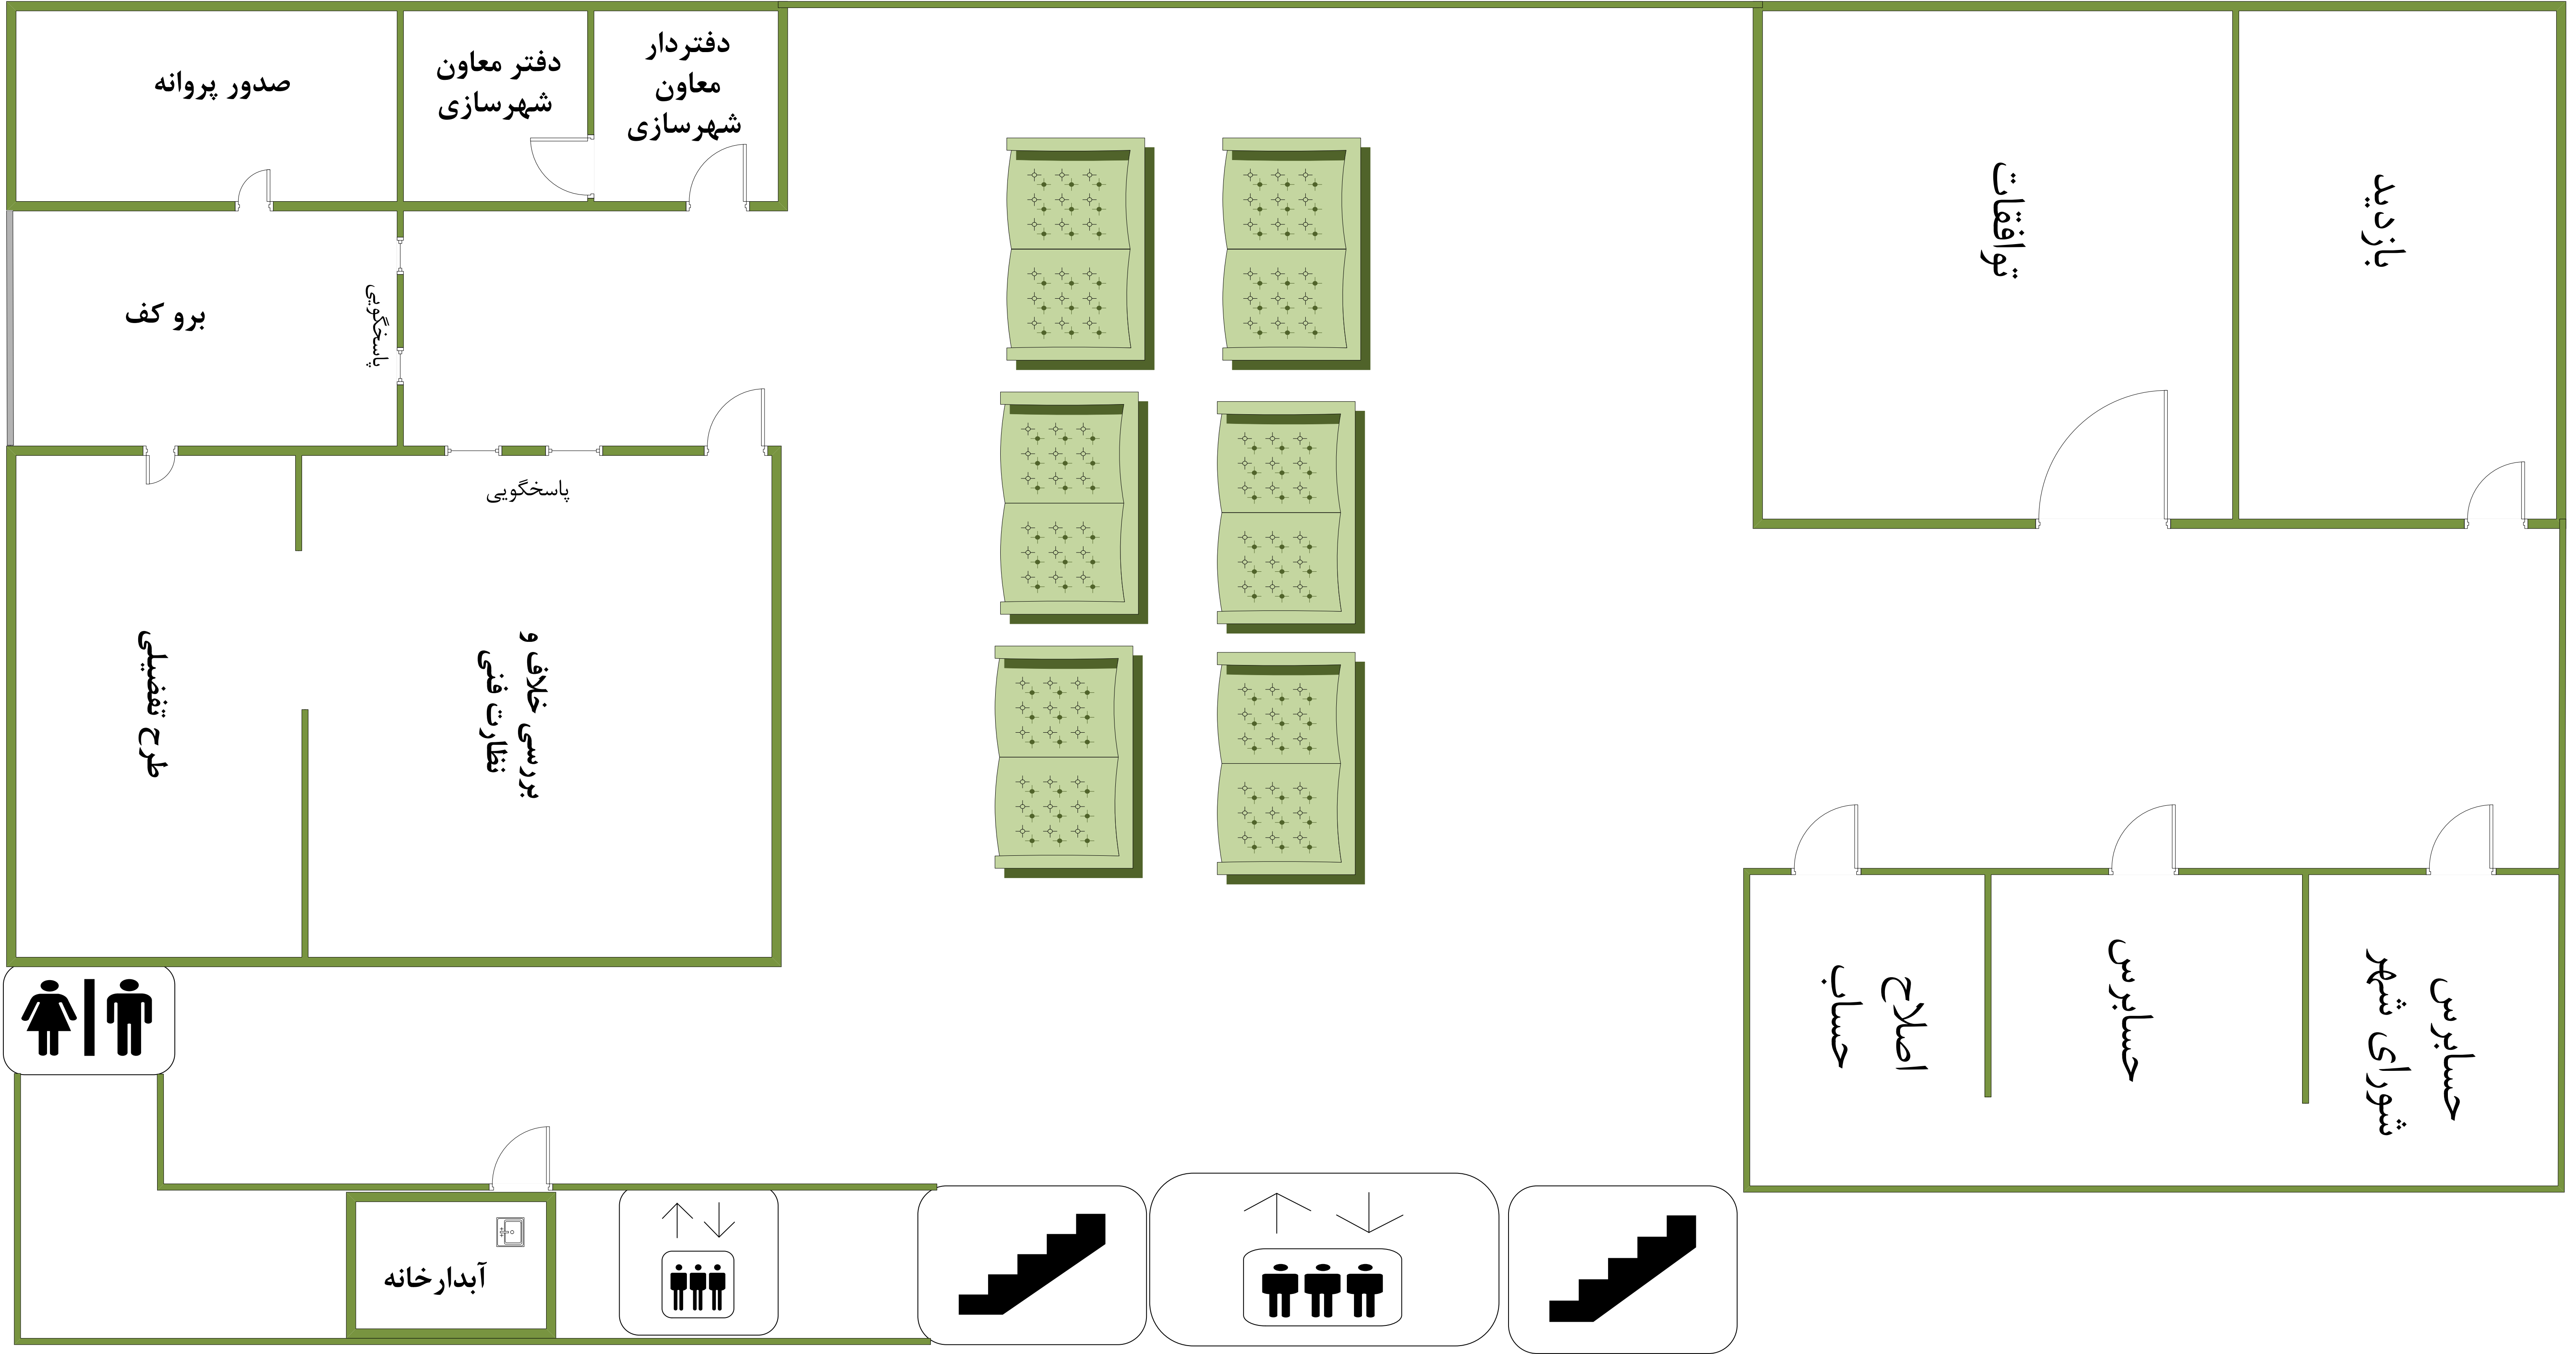 صدور پروانه
دفتر معاون
شهرسازی
دفتردار
معاون
شهرسازی
توافقات
بازدید
برو کف
پاسخگویی
پاسخگویی
طرح تفضیلی
بررسی خلاف و
نظارت فنی
اصلاح
حساب
حسابرس
حسابرس
شورای شهر
آبدارخانه